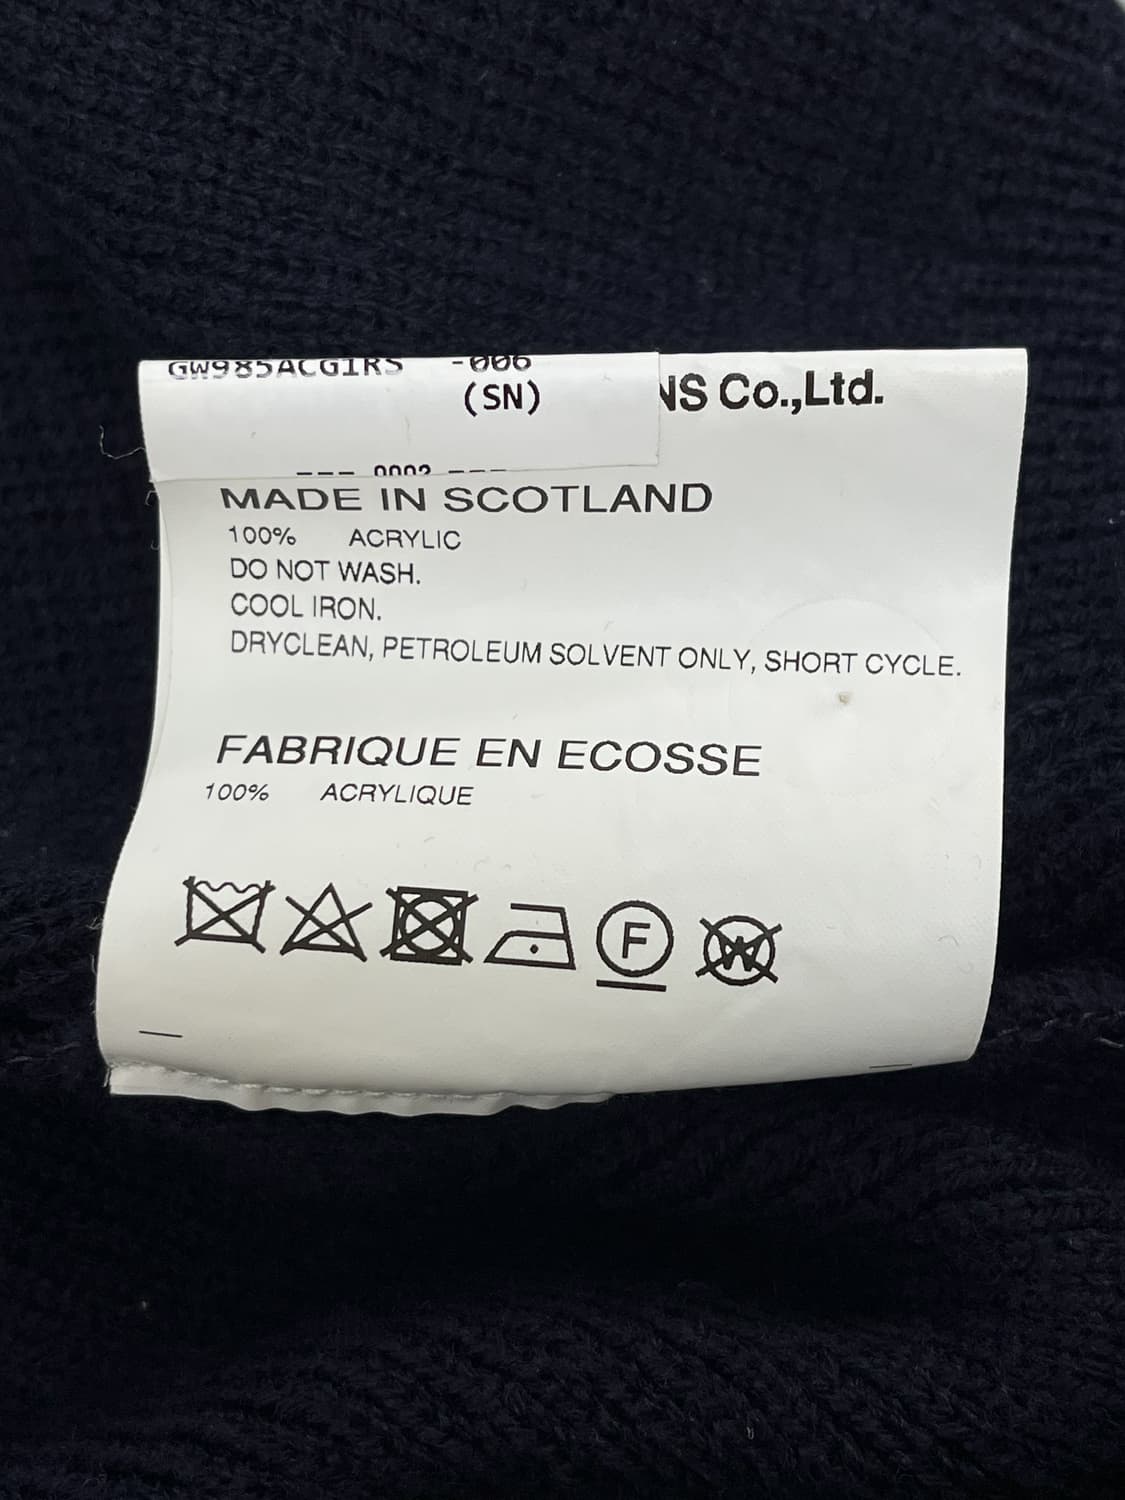 GW985ACG1RS -006
(SN)
NS Co.,Ltd.
--- 0002 ---
MADE IN SCOTLAND
100% ACRYLIC
DO NOT WASH.
COOL IRON.
DRYCLEAN, PETROLEUM SOLVENT ONLY, SHORT CYCLE.
FABRIQUE EN ECOSSE
100% ACRYLIQUE
F W